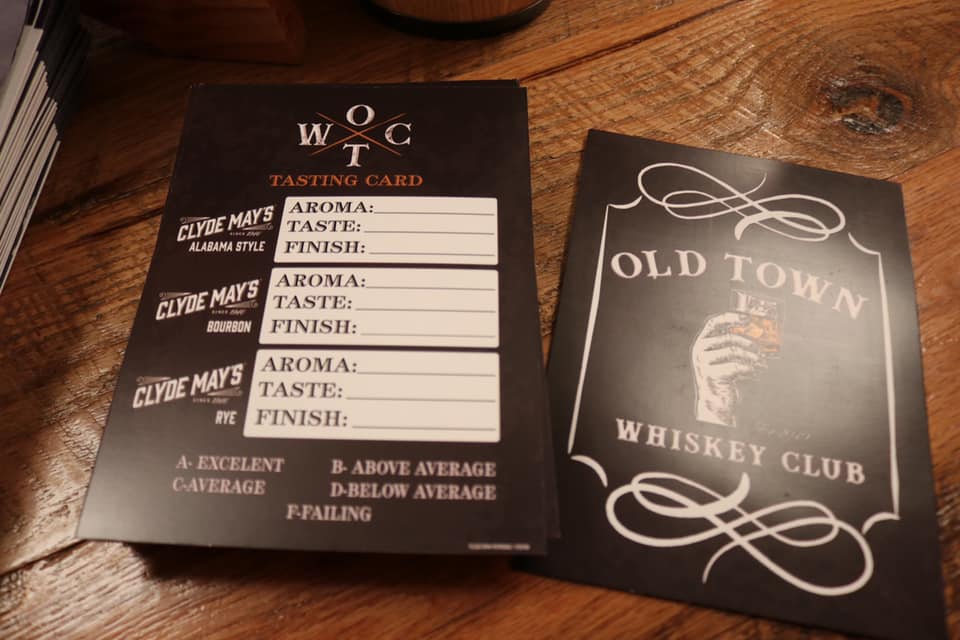 O
W C
T
TASTING CARD
CLYDE MAY'S
ALABAMA STYLE
AROMA:
TASTE:
FINISH:
CLYDE MAY'S
BOURBON
AROMA:
TASTE:
FINISH:
CLYDE MAY'S
RYE
AROMA:
TASTE:
FINISH:
A- EXCELENT B- ABOVE AVERAGE
C-AVERAGE D-BELOW AVERAGE
F-FAILING
OLD TOWN
WHISKEY CLUB